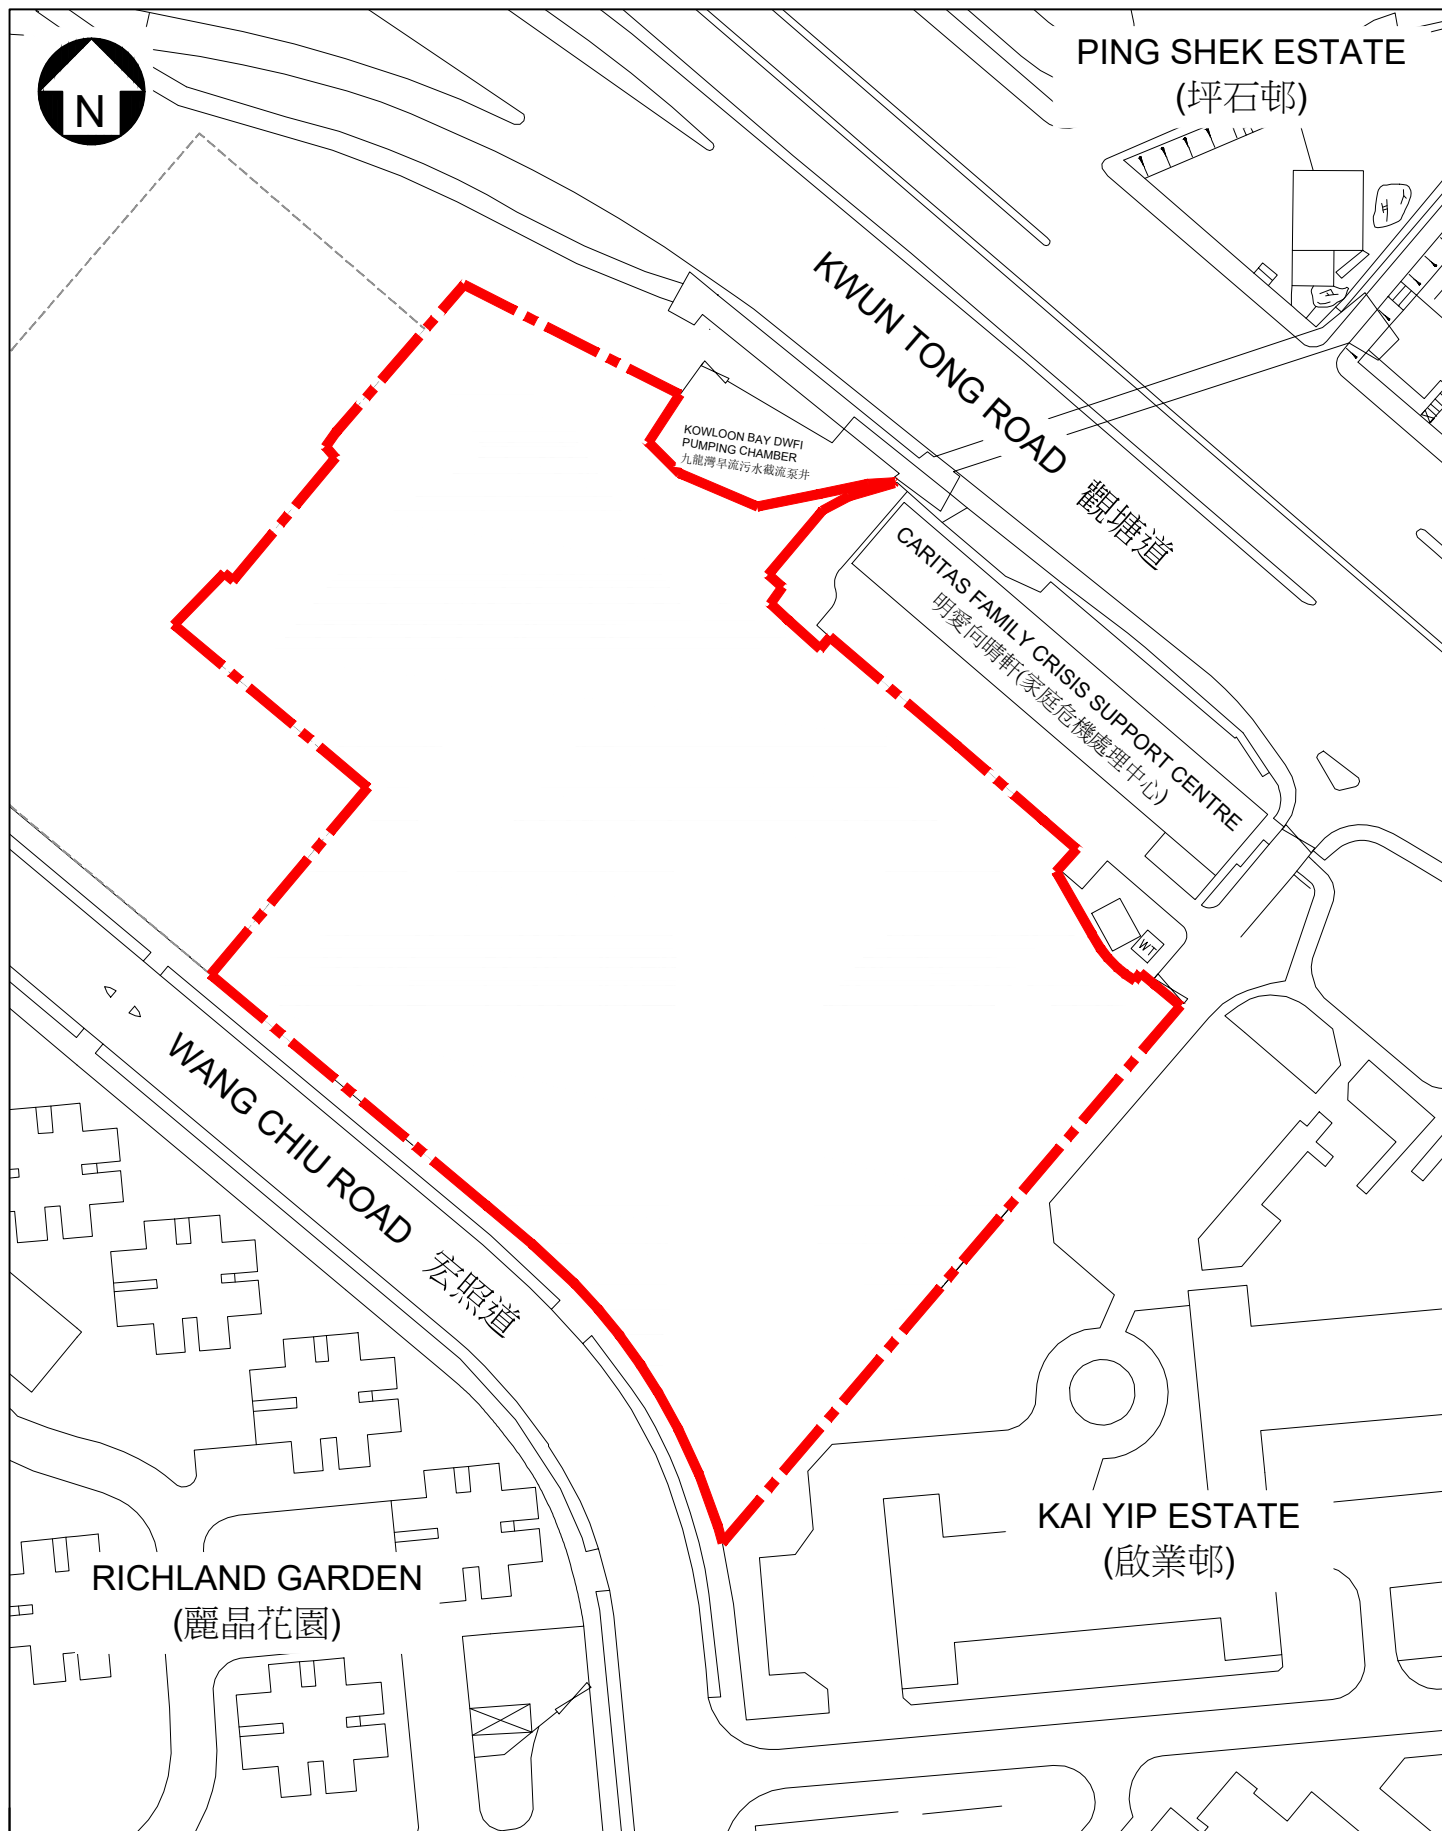 PING SHEK ESTATE
(坪石邨)
N
KWUN TONG ROAD 觀塘道
KOWLOON BAY DWFI
PUMPING CHAMBER
九龍灣旱流污水截流泵井
CARITAS FAMILY CRISIS SUPPORT CENTRE
明愛向晴軒(家庭危機處理中心)
WT
WANG CHIU ROAD 宏照道
KAI YIP ESTATE
(啟業邨)
RICHLAND GARDEN
(麗晶花園)